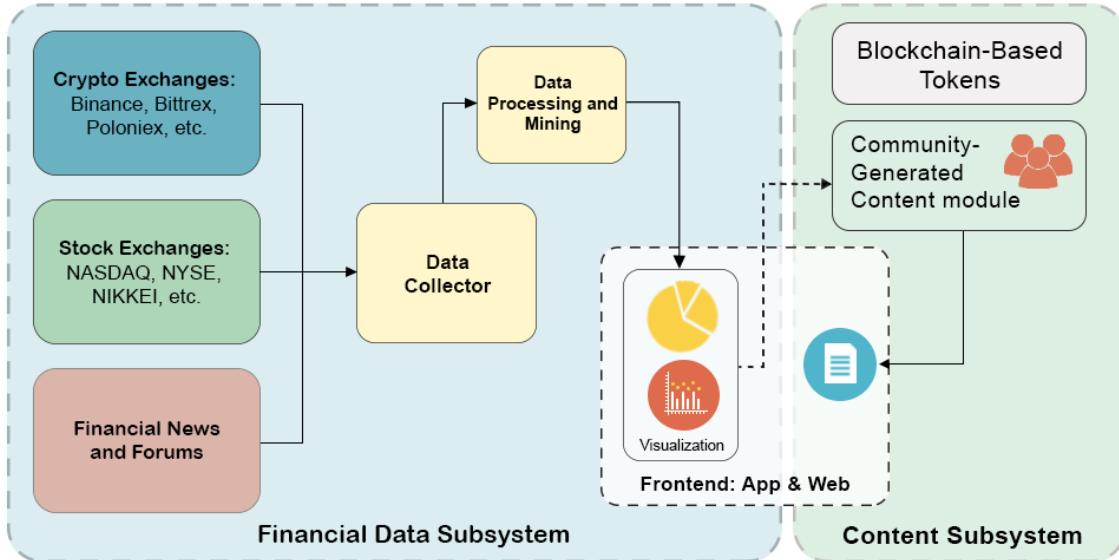 Crypto Exchanges:
Binance, Bittrex,
Poloniex, etc.
Stock Exchanges:
NASDAQ, NYSE,
NIKKEI, etc.
Financial News
and Forums
Data
Collector
Data
Processing and
Mining
Visualization
Frontend: App & Web
Financial Data Subsystem
Blockchain-Based
Tokens
Community-
Generated
Content module
Content Subsystem